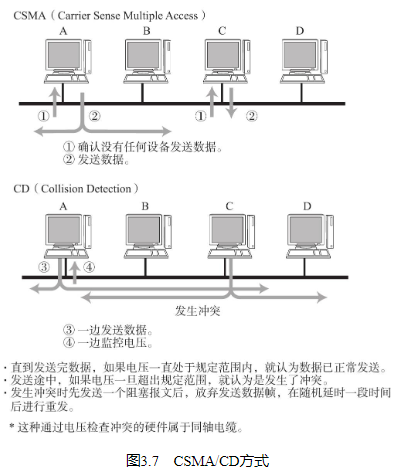 CSMA（Carrier Sense Multiple Access）
A B C D
① ② ① ②
① 确认没有任何设备发送数据。
② 发送数据。
CD（Collision Detection）
A B C D
③ ④
发生冲突
③ 一边发送数据。
④ 一边监控电压。
・直到发送完数据，如果电压一直处于规定范围内，就认为数据已正常发送。
・发送途中，如果电压一旦超出规定范围，就认为是发生了冲突。
・发生冲突时先发送一个阻塞报文后，放弃发送数据帧，在随机延时一段时间
后进行重发。
* 这种通过电压检查冲突的硬件属于同轴电缆。
图3.7 CSMA/CD方式